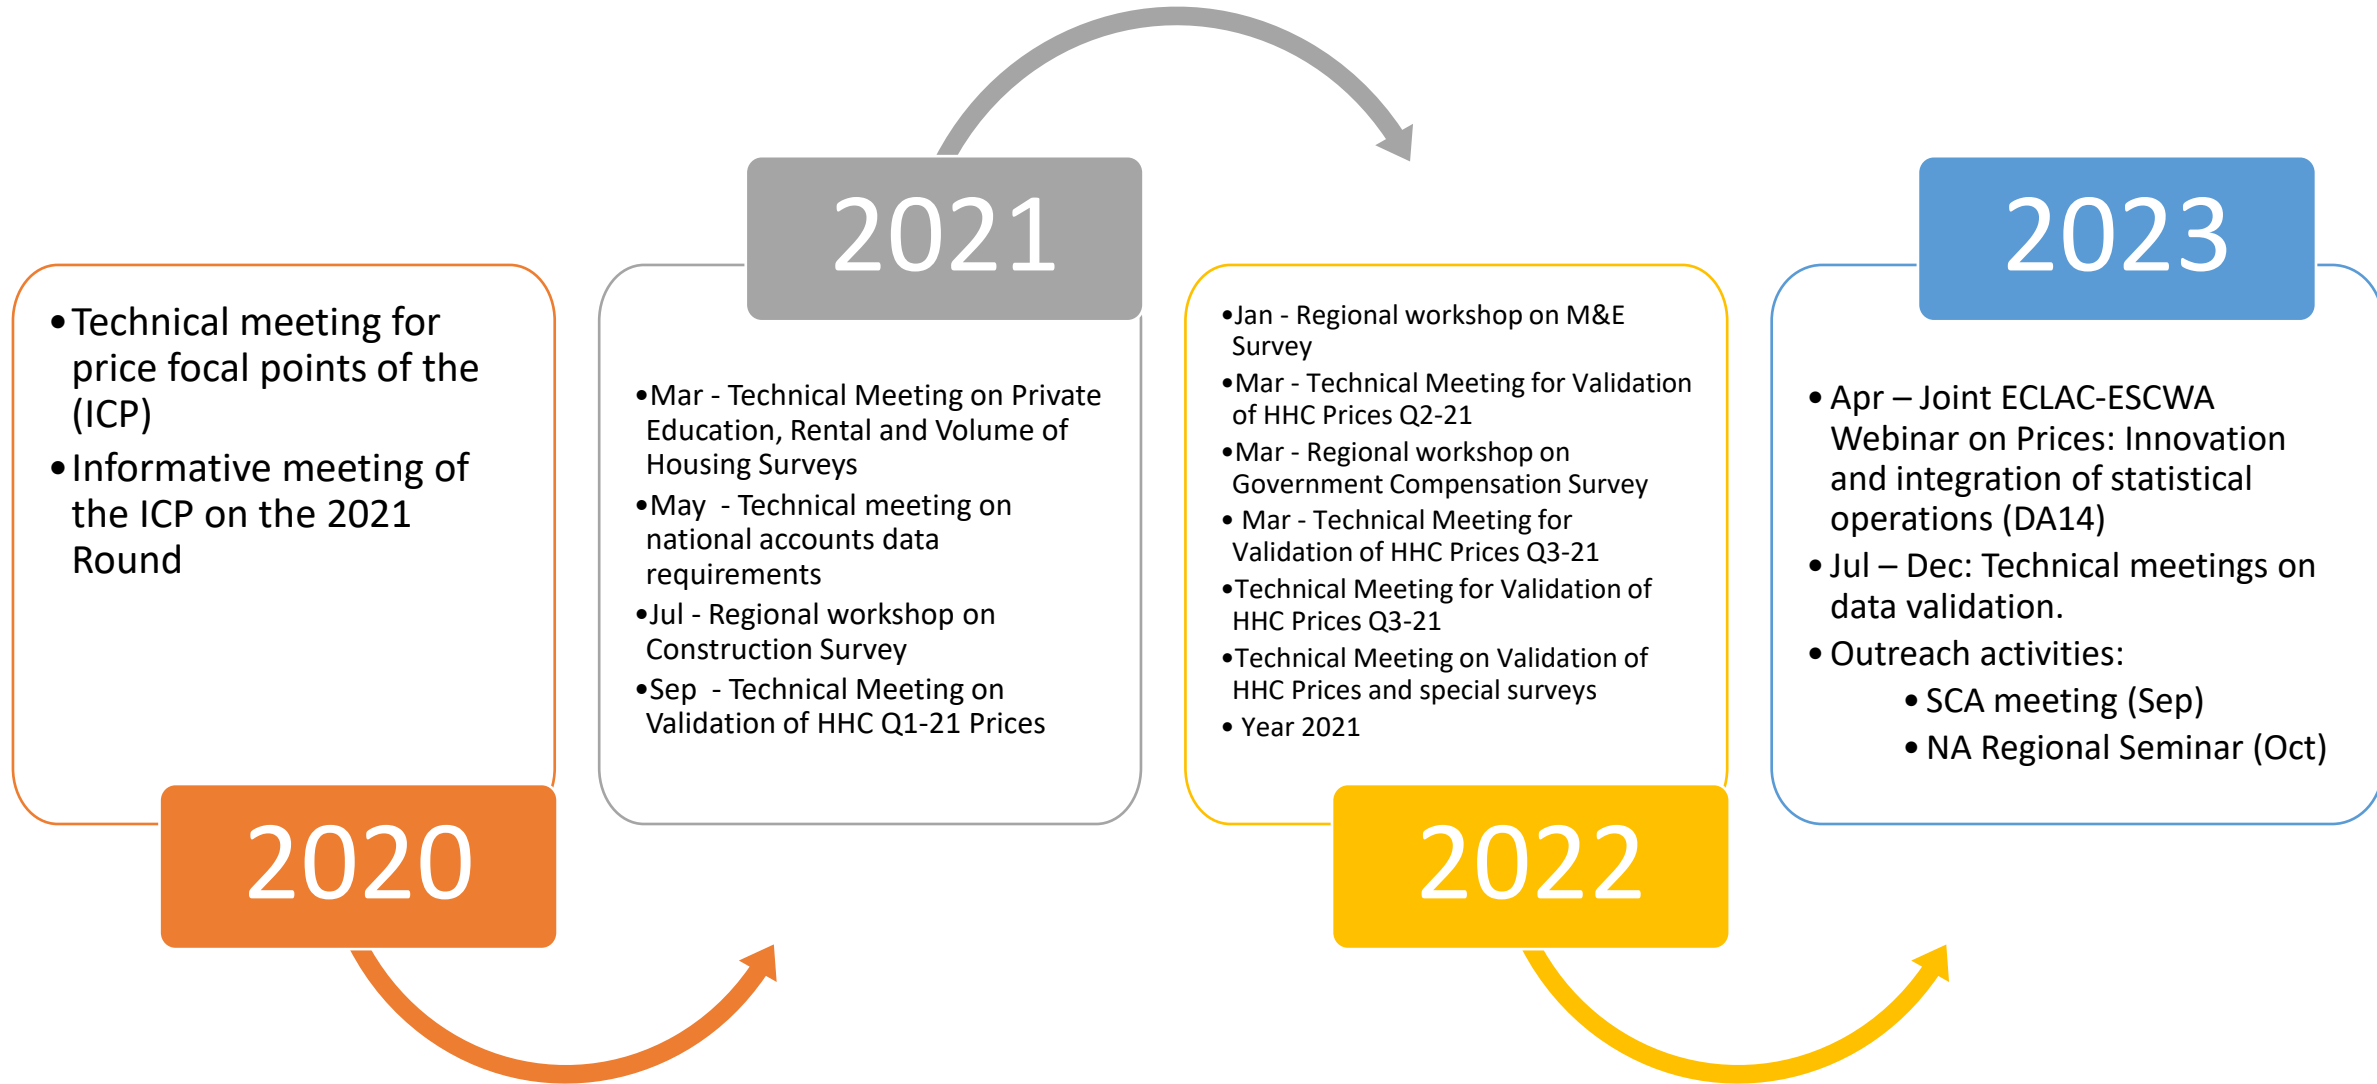 2020
•Technical meeting for
price focal points of the
(ICP)
•Informative meeting of
the ICP on the 2021
Round
2021
•Mar - Technical Meeting on Private
Education, Rental and Volume of
Housing Surveys
•May  - Technical meeting on
national accounts data
requirements
•Jul - Regional workshop on
Construction Survey
•Sep  - Technical Meeting on
Validation of HHC Q1-21 Prices
2022
•Jan - Regional workshop on M&E
Survey
•Mar - Technical Meeting for Validation
of HHC Prices Q2-21
•Mar - Regional workshop on
Government Compensation Survey
• Mar - Technical Meeting for
Validation of HHC Prices Q3-21
•Technical Meeting for Validation of
HHC Prices Q3-21
•Technical Meeting on Validation of
HHC Prices and special surveys
• Year 2021
2023
• Apr – Joint ECLAC-ESCWA
Webinar on Prices: Innovation
and integration of statistical
operations (DA14)
• Jul – Dec: Technical meetings on
data validation.
• Outreach activities:
• SCA meeting (Sep)
• NA Regional Seminar (Oct)